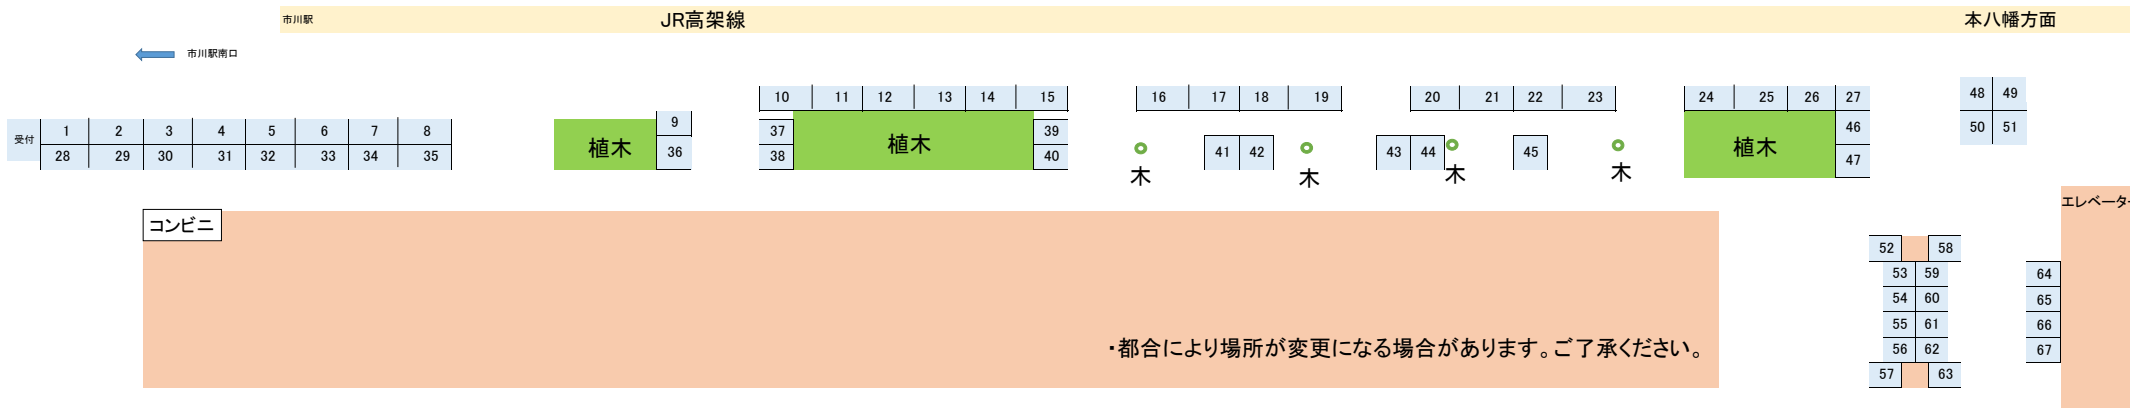 市川駅 JR高架線 本八幡方面
市川駅南口
10 11 12 13 14 15 16 17 18 19 20 21 22 23 24 25 26 27 48 49
受付 1 2 3 4 5 6 7 8 9 37 39 46 50 51
28 29 30 31 32 33 34 35 植木 36 38 植木 40 41 42 43 44 45 植木 47
木 木 木 木
コンビニ
エレベーター
52 58
53 59 64
54 60 65
55 61 66
・都合により場所が変更になる場合があります。ご了承ください。 56 62 67
57 63